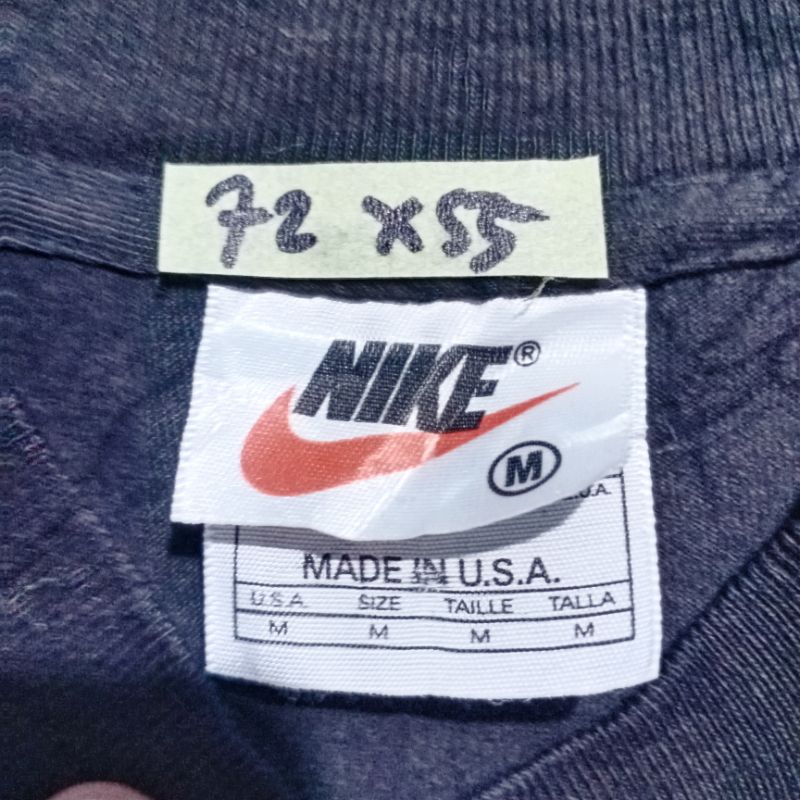 72 x 55
NIKE®
M
U.S.A.
MADE IN U.S.A.
U.S.A. SIZE TAILLE TALLA
M M M M